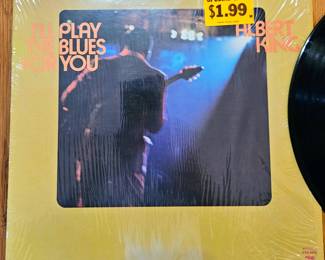 I'LL PLAY
THE BLUES
FOR YOU
$1.99
ALBERT
KING